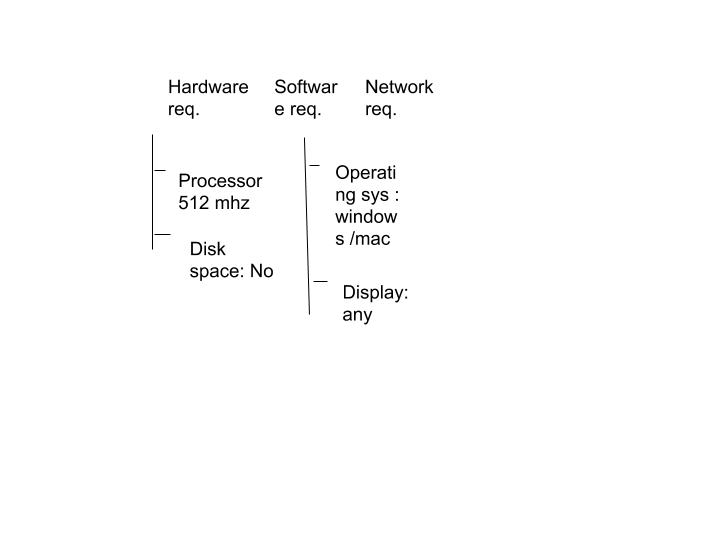 Hardware
req.
Softwar
e req.
Network
req.
Processor
512 mhz
Disk
space: No
Operati
ng sys :
window
s /mac
Display:
any